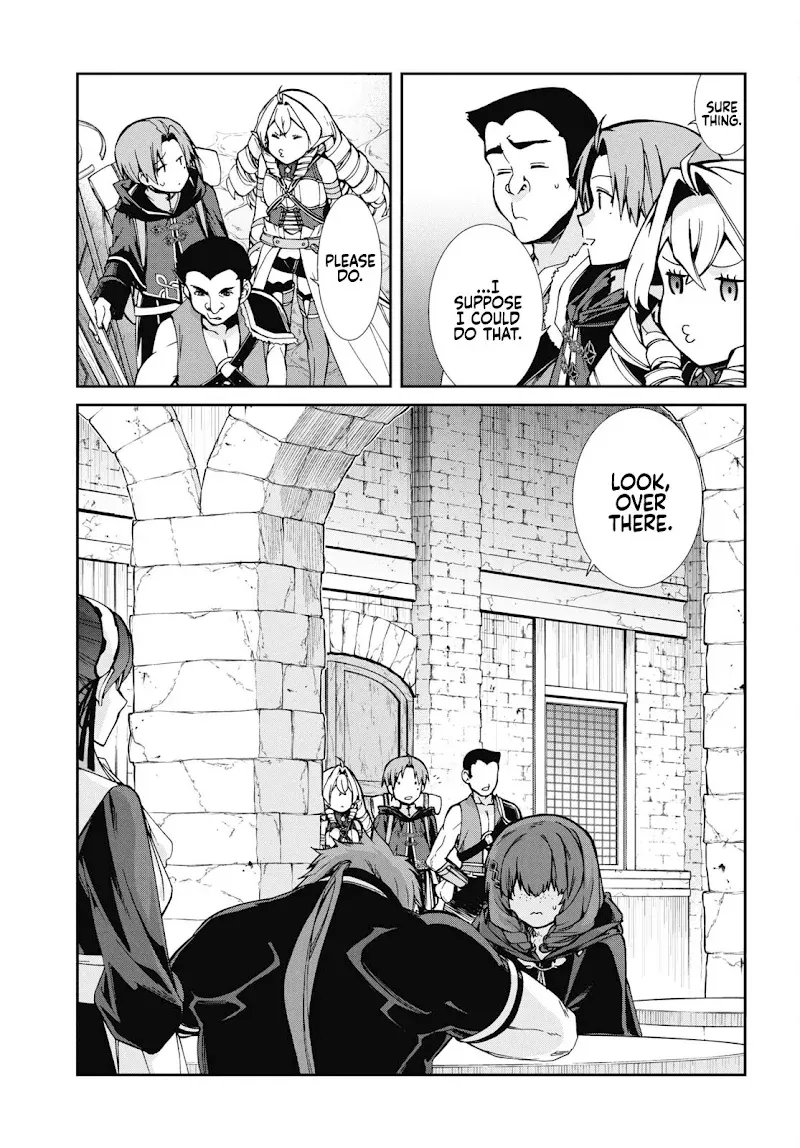 SURE
THING.
...I
SUPPOSE
I COULD
DO THAT.
PLEASE
DO.
LOOK,
OVER
THERE.